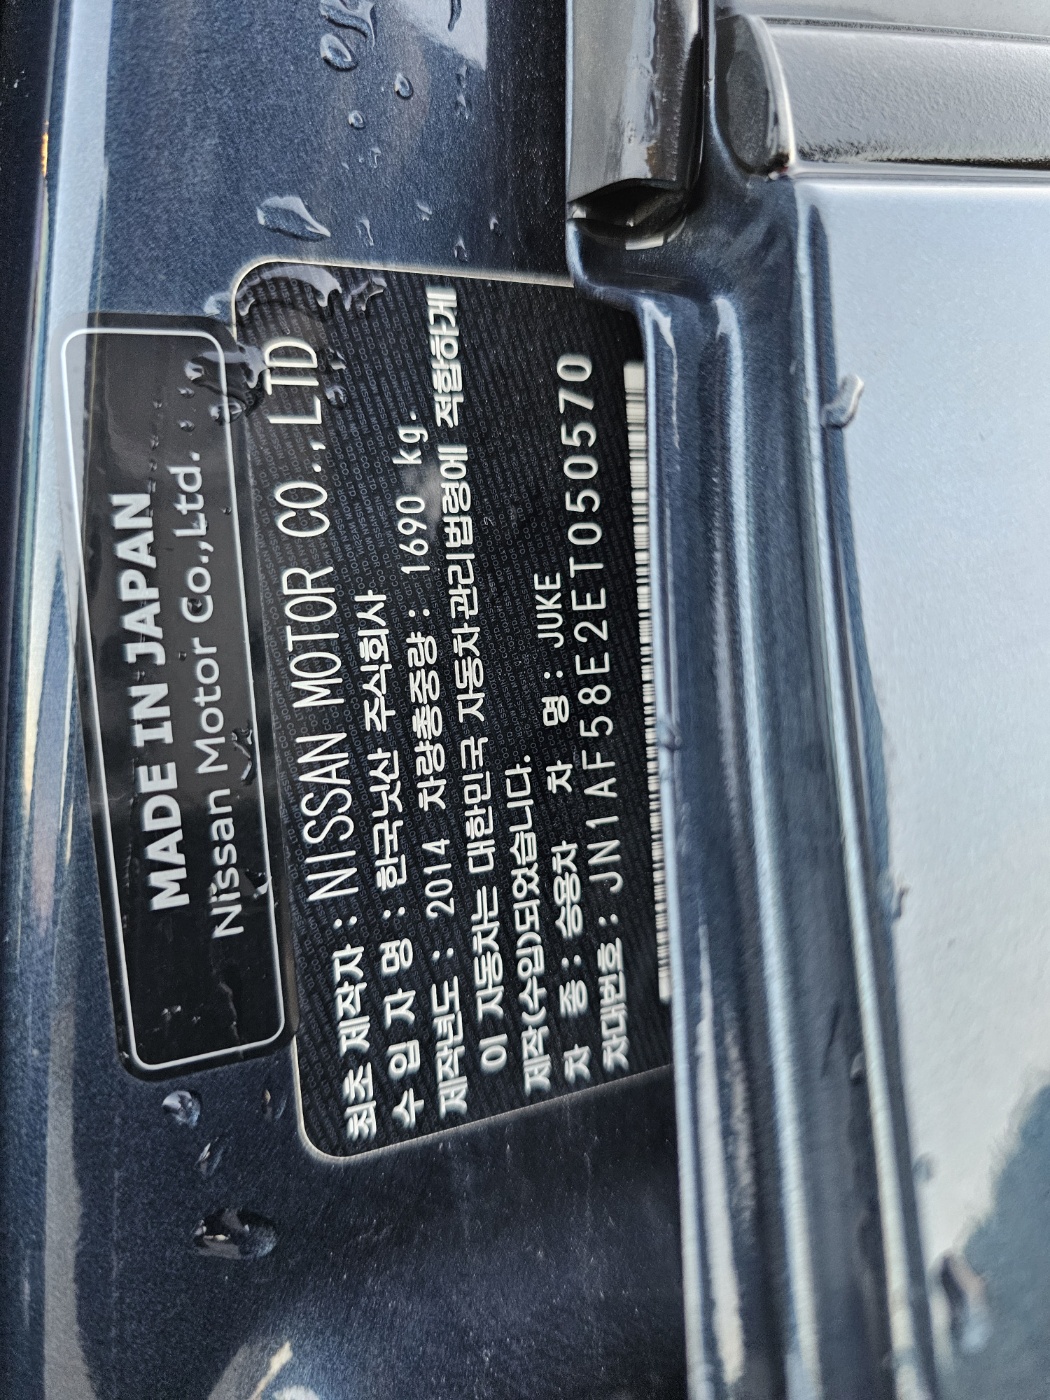 MADE IN JAPAN
Nissan Motor Co.,Ltd.
최초 제작자 : NISSAN MOTOR CO.,LTD
수 입 자 명 : 한국닛산 주식회사
제작년도 : 2014 차량총중량 : 1690 kg.
이 자동차는 대한민국 자동차관리법령에 적합하게
제작(수입)되었습니다.
차 종 : 승용차 차 명 : JUKE
차대번호 : JN1AF58E2ET050570